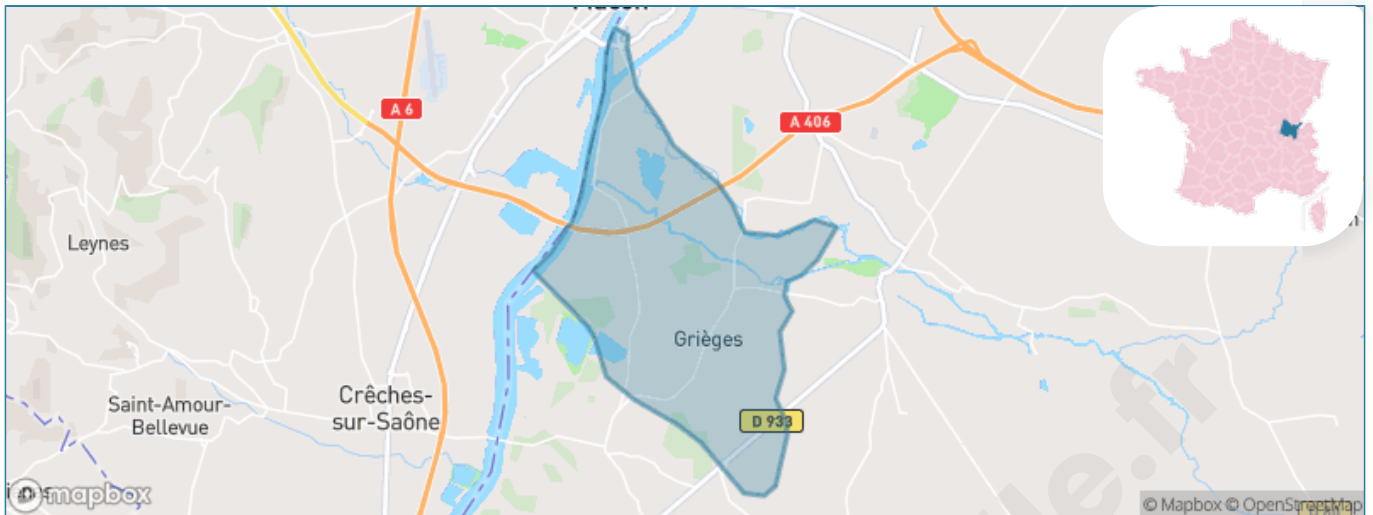 A 6
A 406
Leynes
Grièges
Crêches-
sur-Saône
Saint-Amour-
Bellevue
D 933
mapbox
© Mapbox © OpenStreetMap